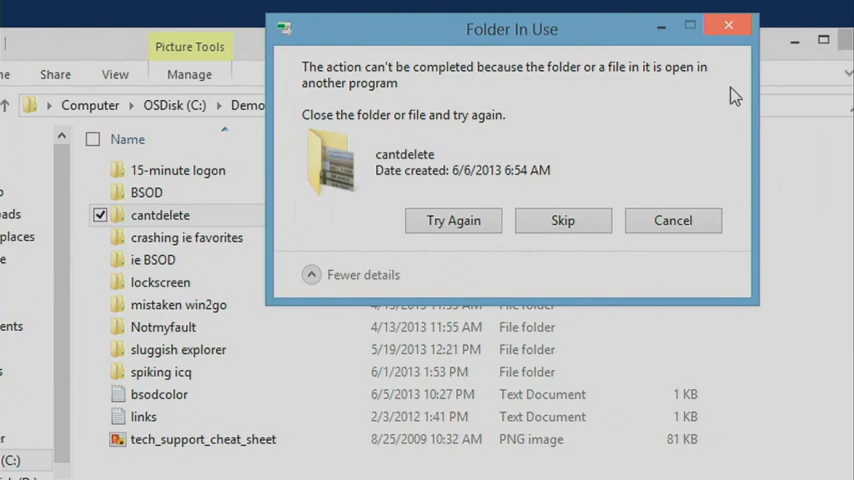 Folder In Use
Picture Tools
The action can't be completed because the folder or a file in it is open in
another program
Close the folder or file and try again.
cantdelete
Date created: 6/6/2013 6:54 AM
Try Again Skip Cancel
Fewer details
Share View Manage
Computer OSDisk (C:) Demo
Name
15-minute logon
BSOD
cantdelete
crashing ie favorites
ie BSOD
lockscreen
mistaken win2go File folder
Notmyfault 4/13/2013 11:55 AM File folder
sluggish explorer 5/19/2013 12:21 PM File folder
spiking icq 6/1/2013 1:53 PM File folder
bsodcolor 6/5/2013 10:27 PM Text Document 1 KB
links 2/3/2012 1:41 PM Text Document 1 KB
tech_support_cheat_sheet 8/25/2009 10:32 AM PNG image 81 KB
(C:)